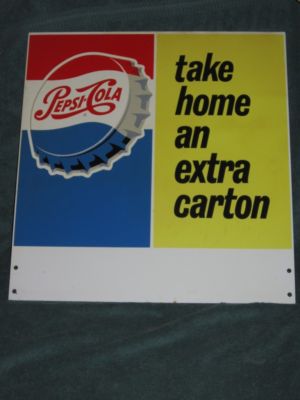 PEPSI-COLA
take
home
an
extra
carton